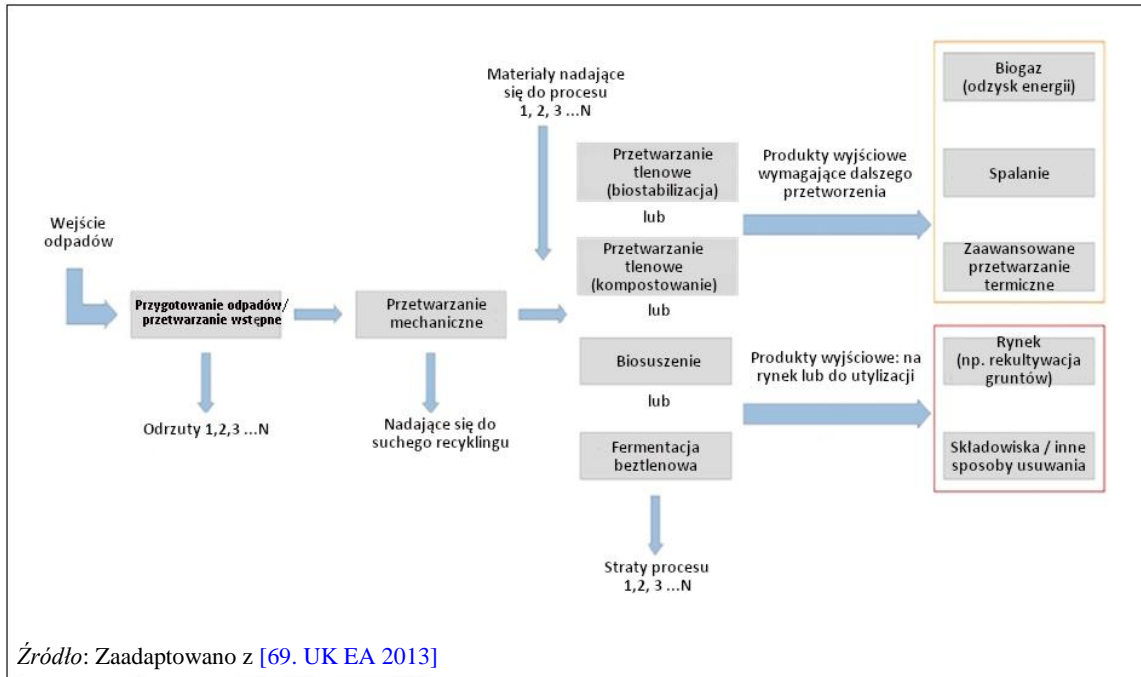 Wejście
odpadów
Przygotowanie odpadów/
przetwarzanie wstępne
Odrzuty 1,2,3 ...N
Przetwarzanie
mechaniczne
Nadające się do
suchego recyklingu
Materiały nadające
się do procesu
1, 2, 3 ...N
Przetwarzanie
tlenowe
(biostabilizacja)
lub
Przetwarzanie
tlenowe
(kompostowanie)
lub
Biosuszenie
lub
Fermentacja
beztlenowa
Straty procesu
1,2, 3 ...N
Produkty wyjściowe
wymagające dalszego
przetworzenia
Produkty wyjściowe: na
rynek lub do utylizacji
Biogaz
(odzysk energii)
Spalanie
Zaawansowane
przetwarzanie
termiczne
Rynek
(np. rekultywacja
gruntów)
Składowiska / inne
sposoby usuwania
Źródło: Zaadaptowano z [69. UK EA 2013]